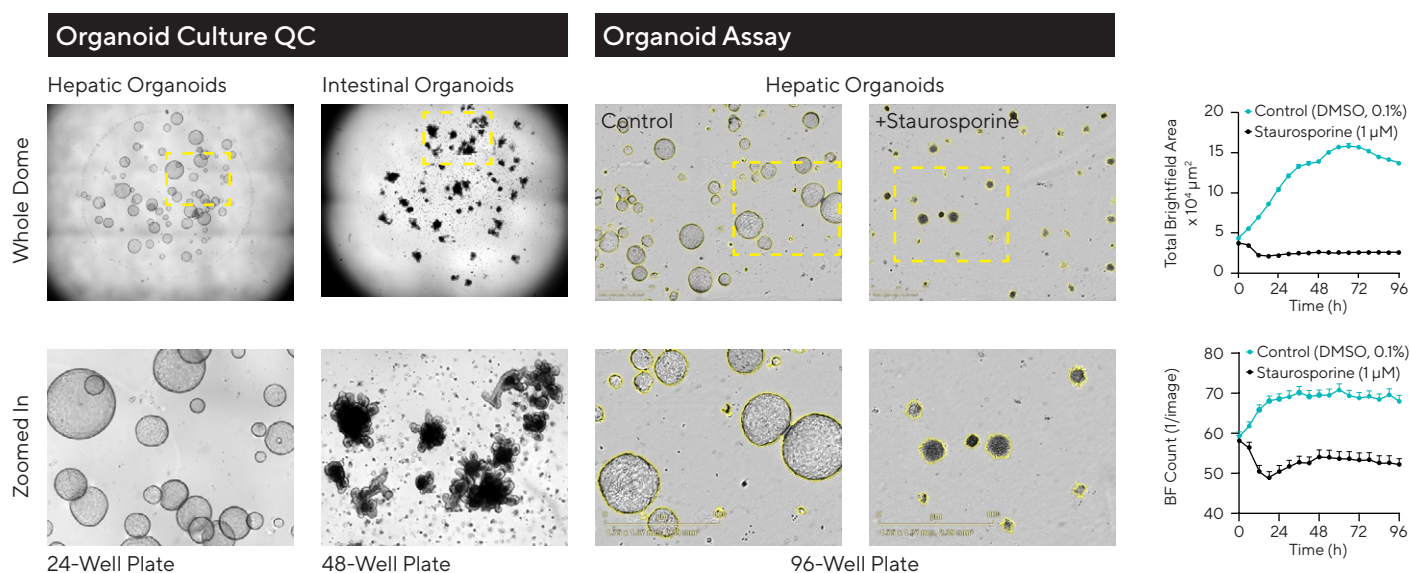 Organoid Culture QC
Organoid Assay
Hepatic Organoids
Intestinal Organoids
Hepatic Organoids
Whole Dome
Control
+Staurosporine
Zoomed In
24-Well Plate
48-Well Plate
96-Well Plate
Total Brightfield Area
x 10⁴ µm²
20
15
10
5
0
Control (DMSO, 0.1%)
Staurosporine (1 µM)
0 24 48 72 96
Time (h)
BF Count (1/image)
80
70
60
50
40
Control (DMSO, 0.1%)
Staurosporine (1 µM)
0 24 48 72 96
Time (h)